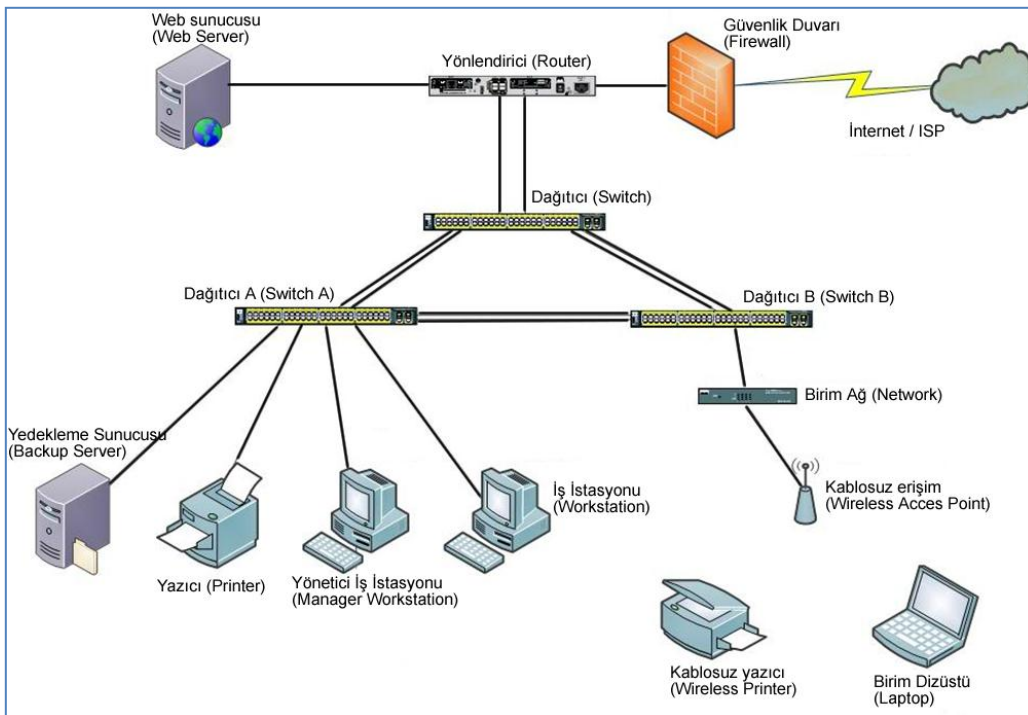 Web sunucusu
(Web Server)
Yönlendirici (Router)
Güvenlik Duvarı
(Firewall)
İnternet / ISP
Dağıtıcı (Switch)
Dağıtıcı A (Switch A)
Dağıtıcı B (Switch B)
Birim Ağ (Network)
Yedekleme Sunucusu
(Backup Server)
Kablosuz erişim
(Wireless Acces Point)
İş İstasyonu
(Workstation)
Yazıcı (Printer)
Yönetici İş İstasyonu
(Manager Workstation)
Kablosuz yazıcı
(Wireless Printer)
Birim Dizüstü
(Laptop)